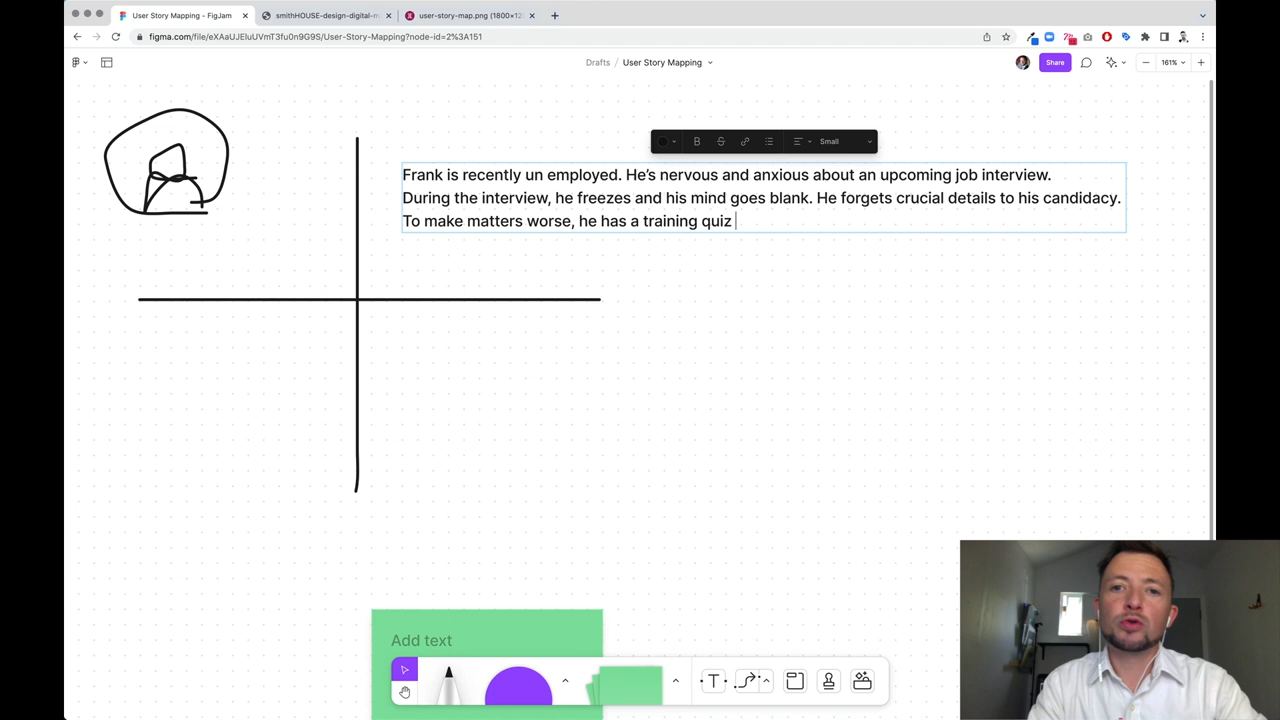 User Story Mapping - FigJam
smithHOUSE-design-digital-m
user-story-map.png (1800×12
figma.com/file/eXAaUJEluUVmT3fu0n9G9S/User-Story-Mapping?node-id=2%3A151
Drafts / User Story Mapping
Share
161%
B
S
Small
Frank is recently un employed. He’s nervous and anxious about an upcoming job interview.
During the interview, he freezes and his mind goes blank. He forgets crucial details to his candidacy.
To make matters worse, he has a training quiz
Add text
T